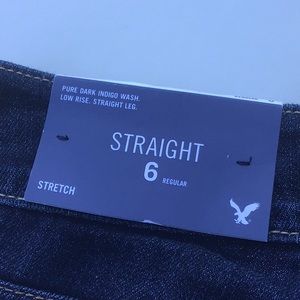 PURE DARK INDIGO WASH.
LOW RISE. STRAIGHT LEG.
STRAIGHT
6 REGULAR
STRETCH